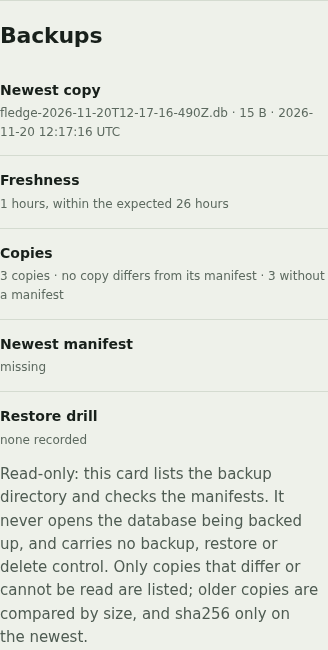 Backups
Newest copy
fledge-2026-11-20T12-17-16-490Z.db · 15 B · 2026-
11-20 12:17:16 UTC
Freshness
1 hours, within the expected 26 hours
Copies
3 copies · no copy differs from its manifest · 3 without
a manifest
Newest manifest
missing
Restore drill
none recorded
Read-only: this card lists the backup
directory and checks the manifests. It
never opens the database being backed
up, and carries no backup, restore or
delete control. Only copies that differ or
cannot be read are listed; older copies are
compared by size, and sha256 only on
the newest.